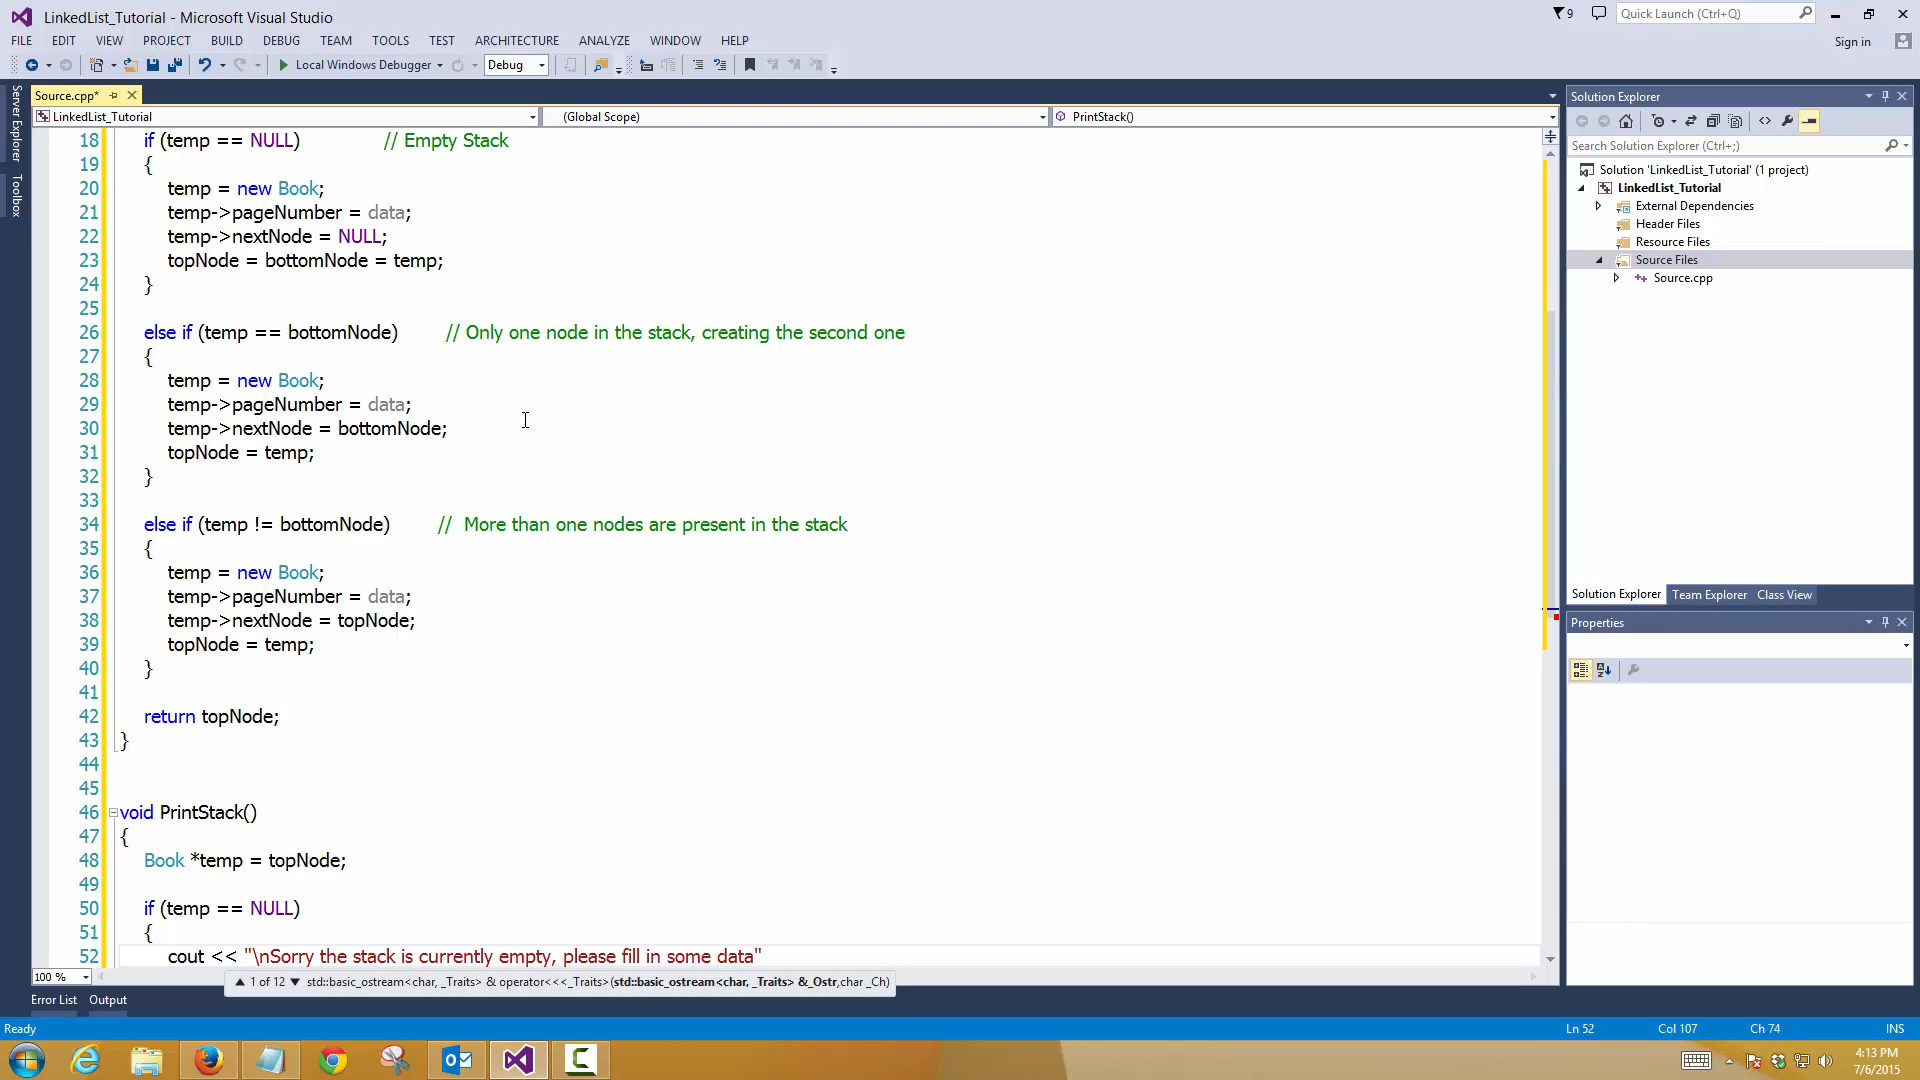 LinkedList_Tutorial - Microsoft Visual Studio
9
Quick Launch (Ctrl+Q)
FILE EDIT VIEW PROJECT BUILD DEBUG TEAM TOOLS TEST ARCHITECTURE ANALYZE WINDOW HELP
Sign in
Local Windows Debugger
Debug
Server Explorer
Toolbox
Source.cpp*
LinkedList_Tutorial
(Global Scope)
PrintStack()
18 if (temp == NULL) // Empty Stack
19 {
20 temp = new Book;
21 temp->pageNumber = data;
22 temp->nextNode = NULL;
23 topNode = bottomNode = temp;
24 }
25
26 else if (temp == bottomNode) // Only one node in the stack, creating the second one
27 {
28 temp = new Book;
29 temp->pageNumber = data;
30 temp->nextNode = bottomNode;
31 topNode = temp;
32 }
33
34 else if (temp != bottomNode) // More than one nodes are present in the stack
35 {
36 temp = new Book;
37 temp->pageNumber = data;
38 temp->nextNode = topNode;
39 topNode = temp;
40 }
41
42 return topNode;
43 }
44
45
46 void PrintStack()
47 {
48 Book *temp = topNode;
49
50 if (temp == NULL)
51 {
52 cout << "\nSorry the stack is currently empty, please fill in some data"
100 %
1 of 12 std::basic_ostream<char, _Traits> & operator<<<_Traits>(std::basic_ostream<char, _Traits> &_Ostr,char _Ch)
Solution Explorer
Search Solution Explorer (Ctrl+;)
Solution 'LinkedList_Tutorial' (1 project)
LinkedList_Tutorial
External Dependencies
Header Files
Resource Files
Source Files
Source.cpp
Solution Explorer Team Explorer Class View
Properties
Error List Output
Ready
Ln 52
Col 107
Ch 74
INS
4:13 PM
7/6/2015